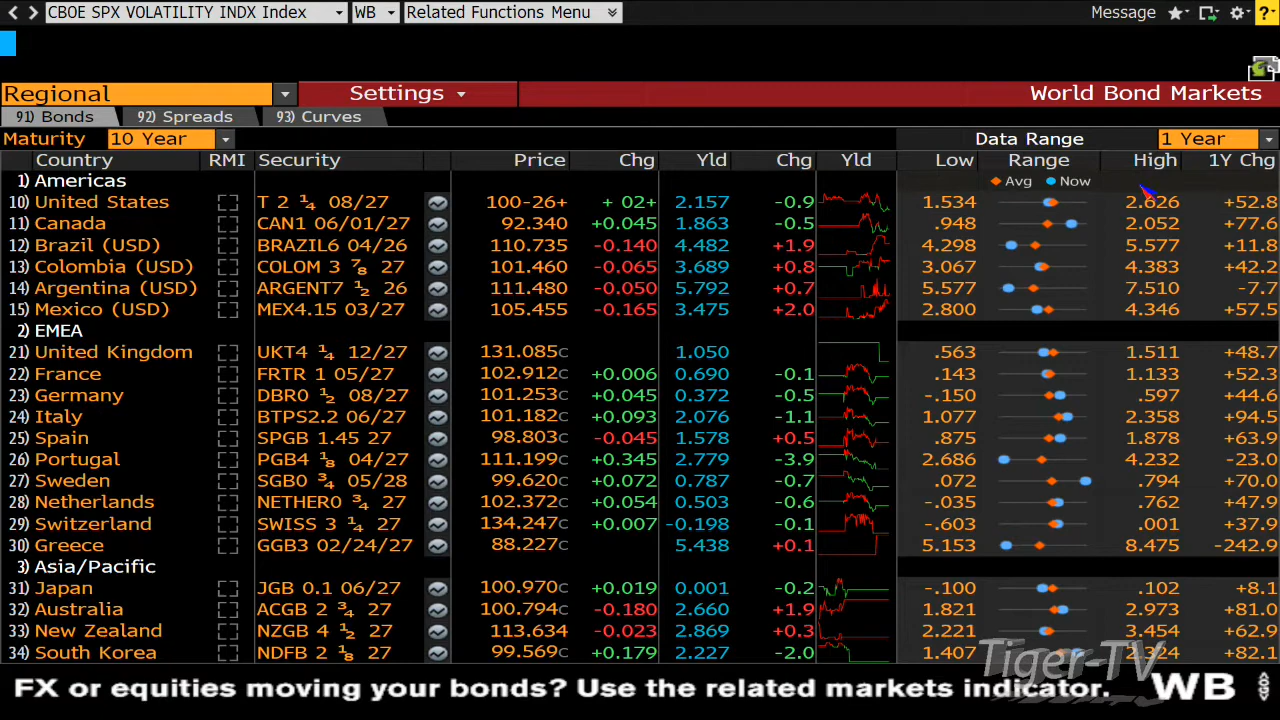 CBOE SPX VOLATILITY INDX Index WB Related Functions Menu Message ?
Regional Settings World Bond Markets
91) Bonds 92) Spreads 93) Curves
Maturity 10 Year Data Range 1 Year
Country RMI Security Price Chg Yld Chg Yld Low Range High 1Y Chg
1) Americas Avg Now
10) United States T 2 ¼ 08/27 100-26+ + 02+ 2.157 -0.9 1.534 2.626 +52.8
11) Canada CAN1 06/01/27 92.340 +0.045 1.863 -0.5 .948 2.052 +77.6
12) Brazil (USD) BRAZIL6 04/26 110.735 -0.140 4.482 +1.9 4.298 5.577 +11.8
13) Colombia (USD) COLOM 3 ⅞ 27 101.460 -0.065 3.689 +0.8 3.067 4.383 +42.2
14) Argentina (USD) ARGENT7 ½ 26 111.480 -0.050 5.792 +0.7 5.577 7.510 -7.7
15) Mexico (USD) MEX4.15 03/27 105.455 -0.165 3.475 +2.0 2.800 4.346 +57.5
2) EMEA
21) United Kingdom UKT4 ¼ 12/27 131.085C 1.050 .563 1.511 +48.7
22) France FRTR 1 05/27 102.912C +0.006 0.690 -0.1 .143 1.133 +52.3
23) Germany DBR0 ½ 08/27 101.253C +0.045 0.372 -0.5 -.150 .597 +44.6
24) Italy BTPS2.2 06/27 101.182C +0.093 2.076 -1.1 1.077 2.358 +94.5
25) Spain SPGB 1.45 27 98.803C -0.045 1.578 +0.5 .875 1.878 +63.9
26) Portugal PGB4 ⅛ 04/27 111.199C +0.345 2.779 -3.9 2.686 4.232 -23.0
27) Sweden SGB0 ¾ 05/28 99.620C +0.072 0.787 -0.7 .072 .794 +70.0
28) Netherlands NETHER0 ¾ 27 102.372C +0.054 0.503 -0.6 -.035 .762 +47.9
29) Switzerland SWISS 3 ¼ 27 134.247C +0.007 -0.198 -0.1 -.603 .001 +37.9
30) Greece GGB3 02/24/27 88.227C 5.438 +0.1 5.153 8.475 -242.9
3) Asia/Pacific
31) Japan JGB 0.1 06/27 100.970C +0.019 0.001 -0.2 -.100 .102 +8.1
32) Australia ACGB 2 ¾ 27 100.794C -0.180 2.660 +1.9 1.821 2.973 +81.0
33) New Zealand NZGB 4 ½ 27 113.634 -0.023 2.869 +0.3 2.221 3.454 +62.9
34) South Korea NDFB 2 ⅛ 27 99.569C +0.179 2.227 -2.0 1.407 2.324 +82.1
Tiger-TV
FX or equities moving your bonds? Use the related markets indicator. WB